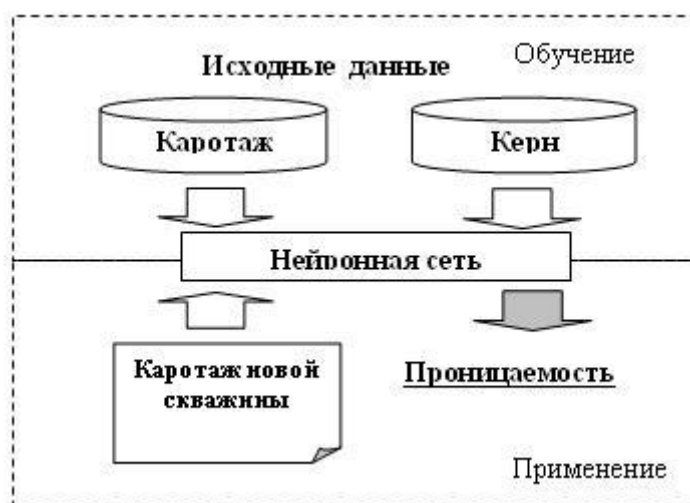 Обучение
Исходные данные
Каротаж
Керн
Нейронная сеть
Каротаж новой
скважины
Проницаемость
Применение